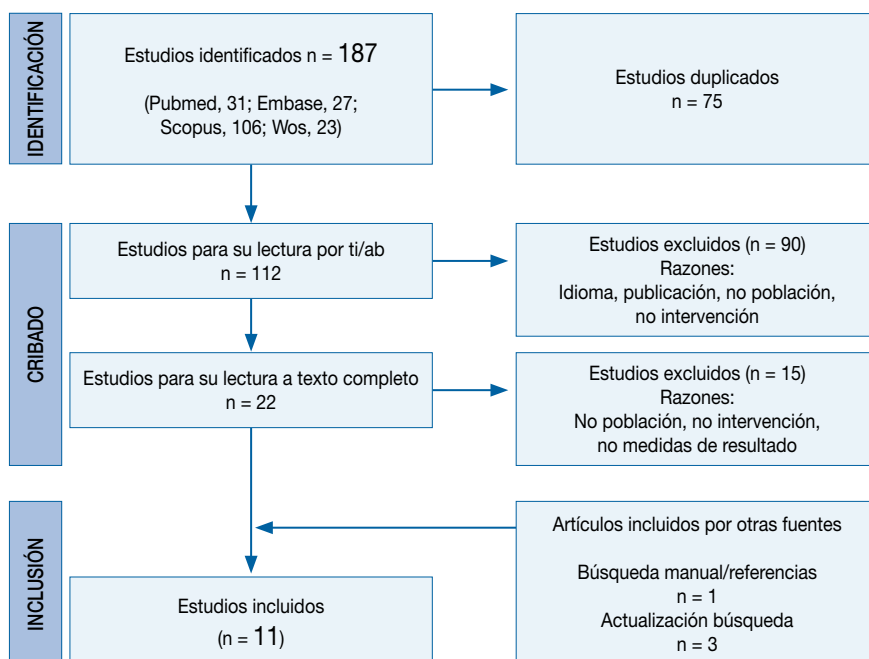 IDENTIFICACIÓN
Estudios identificados n = 187
(Pubmed, 31; Embase, 27;
Scopus, 106; Wos, 23)
Estudios duplicados
n = 75
CRIBADO
Estudios para su lectura por ti/ab
n = 112
Estudios excluidos (n = 90)
Razones:
Idioma, publicación, no población,
no intervención
Estudios para su lectura a texto completo
n = 22
Estudios excluidos (n = 15)
Razones:
No población, no intervención,
no medidas de resultado
INCLUSIÓN
Artículos incluidos por otras fuentes
Búsqueda manual/referencias
n = 1
Actualización búsqueda
n = 3
Estudios incluidos
(n = 11)